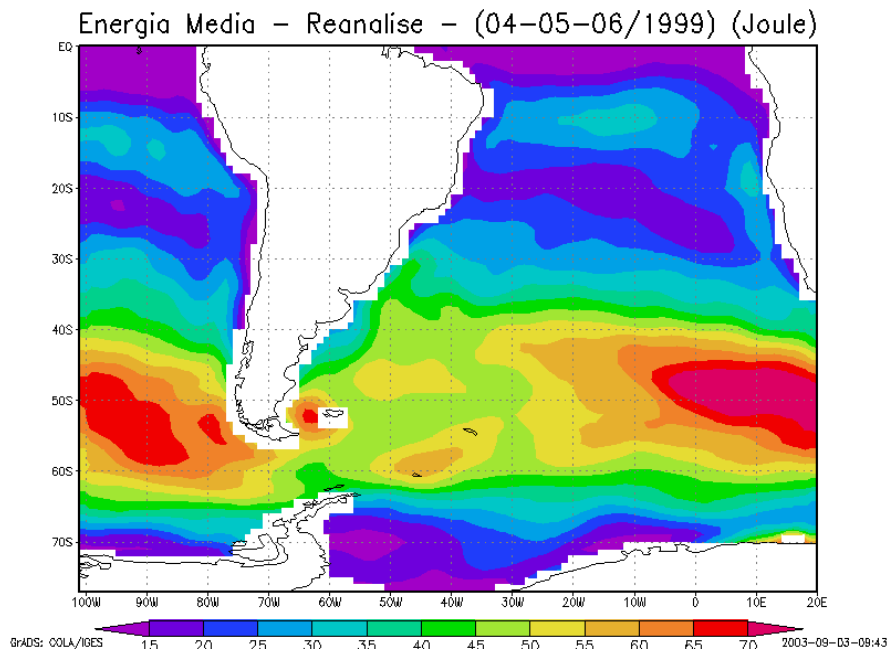 Energia Media - Reanalise - (04-05-06/1999) (Joule)
EQ
10S
20S
30S
40S
50S
60S
70S
100W 90W 80W 70W 60W 50W 40W 30W 20W 10W 0 10E 20E
15 20 25 30 35 40 45 50 55 60 65 70
GrADS: COLA/IGES 2003-09-03-09:43